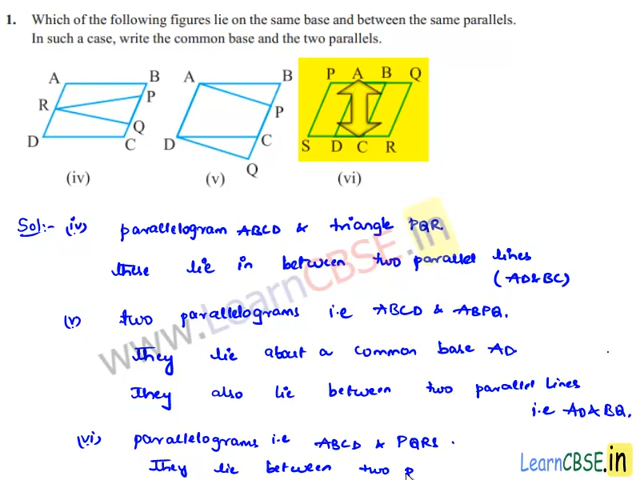 1. Which of the following figures lie on the same base and between the same parallels.
In such a case, write the common base and the two parallels.
A B A B P A B Q
R P P
D Q C D C S D C R
Q
(iv) (v) (vi)
Sol:- (iv) parallelogram ABCD & triangle PQR
these lie in between two parallel lines
(AD & BC)
(v) two parallelograms i.e ABCD & ABPQ.
They lie about a common base AD
They also lie between two parallel lines
i.e AD & BQ.
(vi) parallelograms i.e ABCD & PQRS.
They lie between two P
www.LearnCBSE.in
LearnCBSE.in